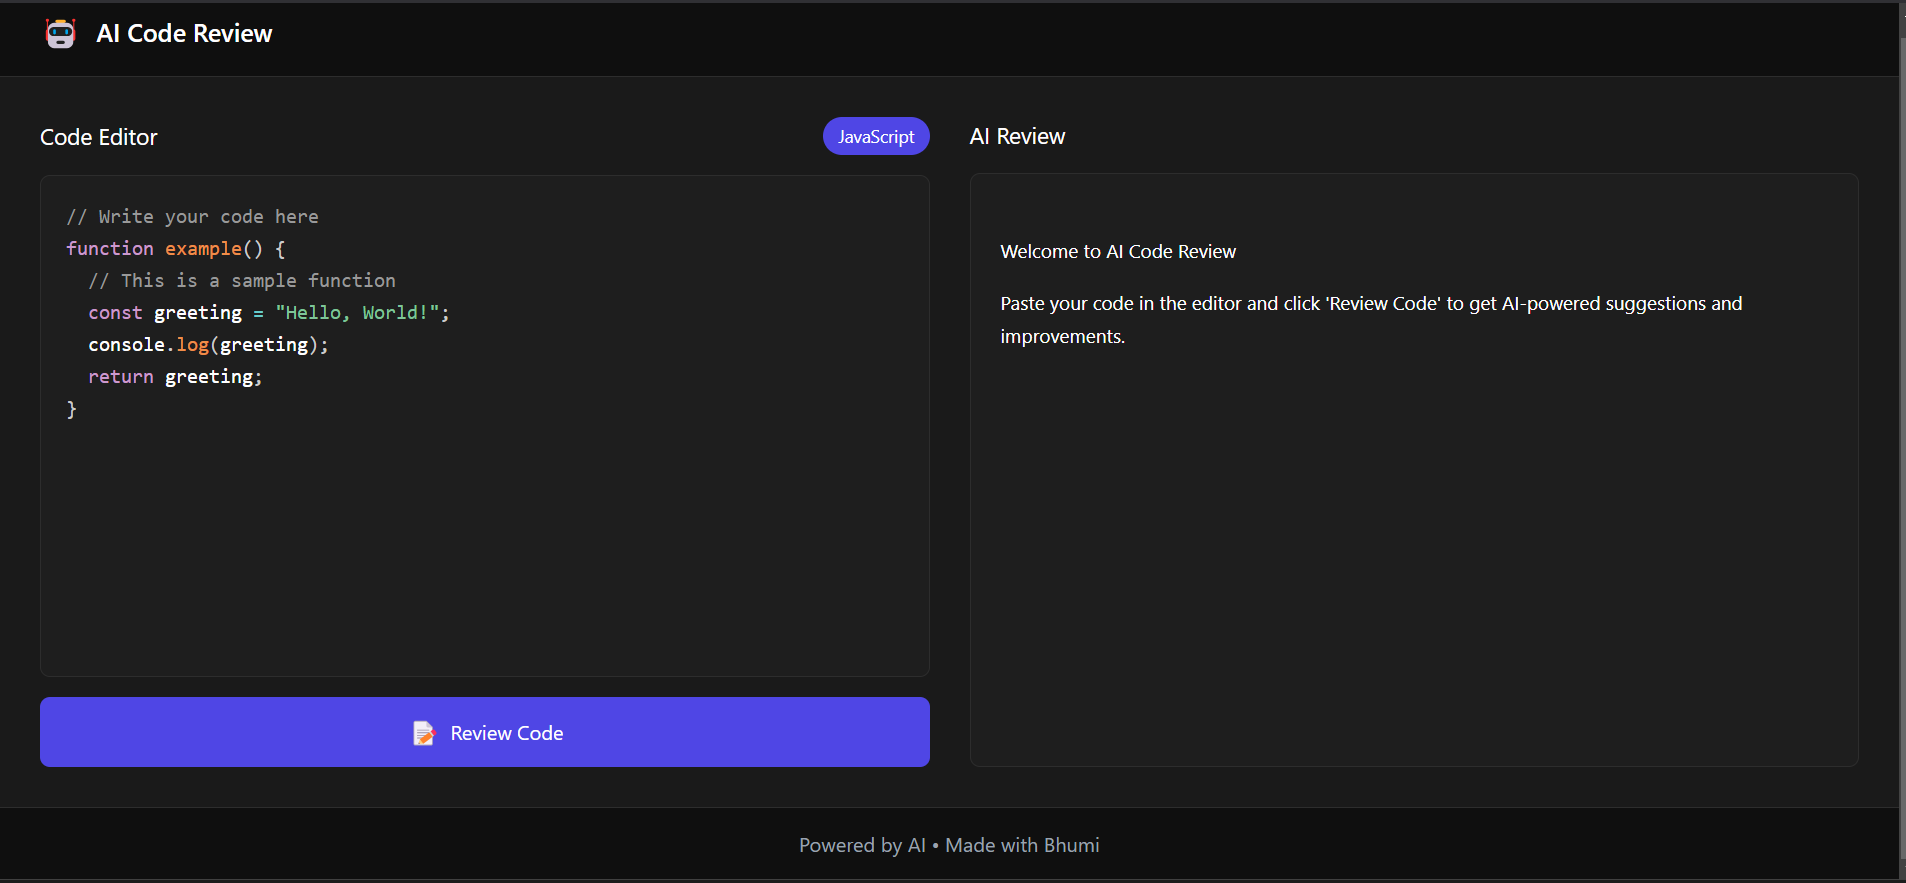 AI Code Review
Code Editor
JavaScript
// Write your code here
function example() {
  // This is a sample function
  const greeting = "Hello, World!";
  console.log(greeting);
  return greeting;
}
Review Code
AI Review
Welcome to AI Code Review
Paste your code in the editor and click 'Review Code' to get AI-powered suggestions and
improvements.
Powered by AI • Made with Bhumi